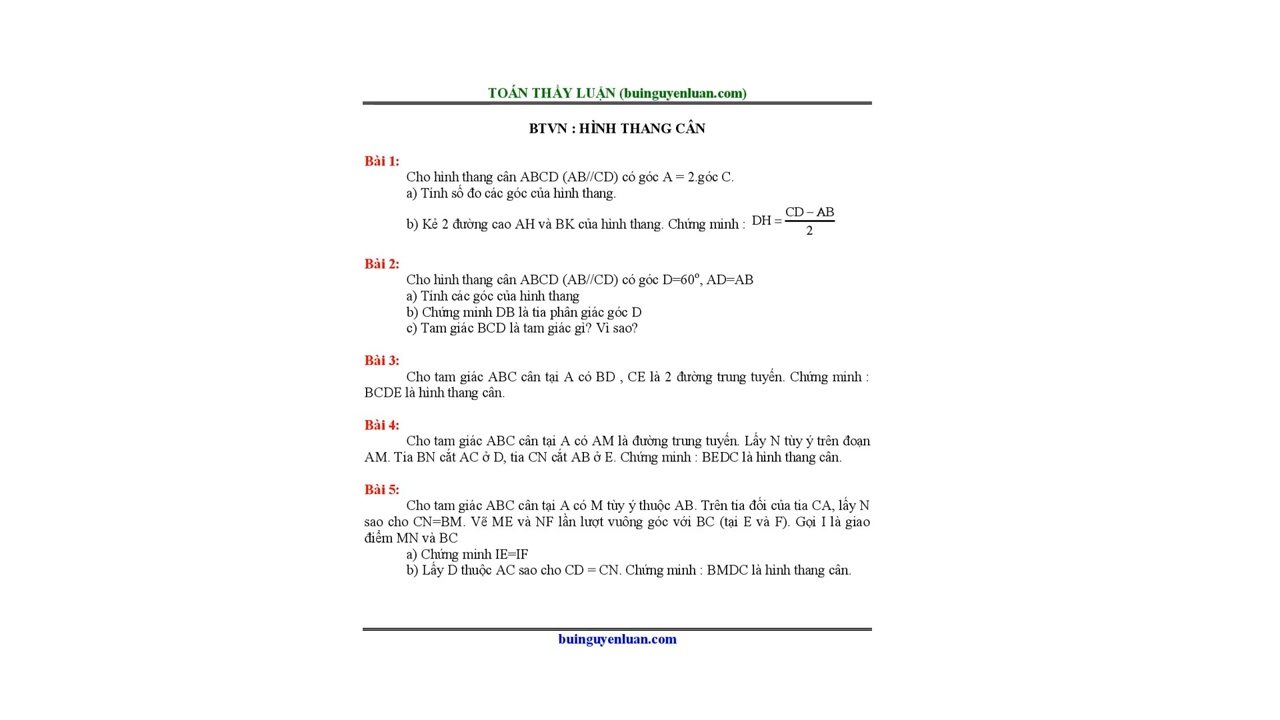 TOÁN THẦY LUẬN (buinguyenluan.com)
BTVN : HÌNH THANG CÂN
Bài 1:
Cho hình thang cân ABCD (AB//CD) có góc A = 2.góc C.
a) Tính số đo các góc của hình thang.
b) Kẻ 2 đường cao AH và BK của hình thang. Chứng minh : DH = (CD − AB)/2
Bài 2:
Cho hình thang cân ABCD (AB//CD) có góc D=60°, AD=AB
a) Tính các góc của hình thang
b) Chứng minh DB là tia phân giác góc D
c) Tam giác BCD là tam giác gì? Vì sao?
Bài 3:
Cho tam giác ABC cân tại A có BD , CE là 2 đường trung tuyến. Chứng minh :
BCDE là hình thang cân.
Bài 4:
Cho tam giác ABC cân tại A có AM là đường trung tuyến. Lấy N tùy ý trên đoạn
AM. Tia BN cắt AC ở D, tia CN cắt AB ở E. Chứng minh : BEDC là hình thang cân.
Bài 5:
Cho tam giác ABC cân tại A có M tùy ý thuộc AB. Trên tia đối của tia CA, lấy N
sao cho CN=BM. Vẽ ME và NF lần lượt vuông góc với BC (tại E và F). Gọi I là giao
điểm MN và BC
a) Chứng minh IE=IF
b) Lấy D thuộc AC sao cho CD = CN. Chứng minh : BMDC là hình thang cân.
buinguyenluan.com